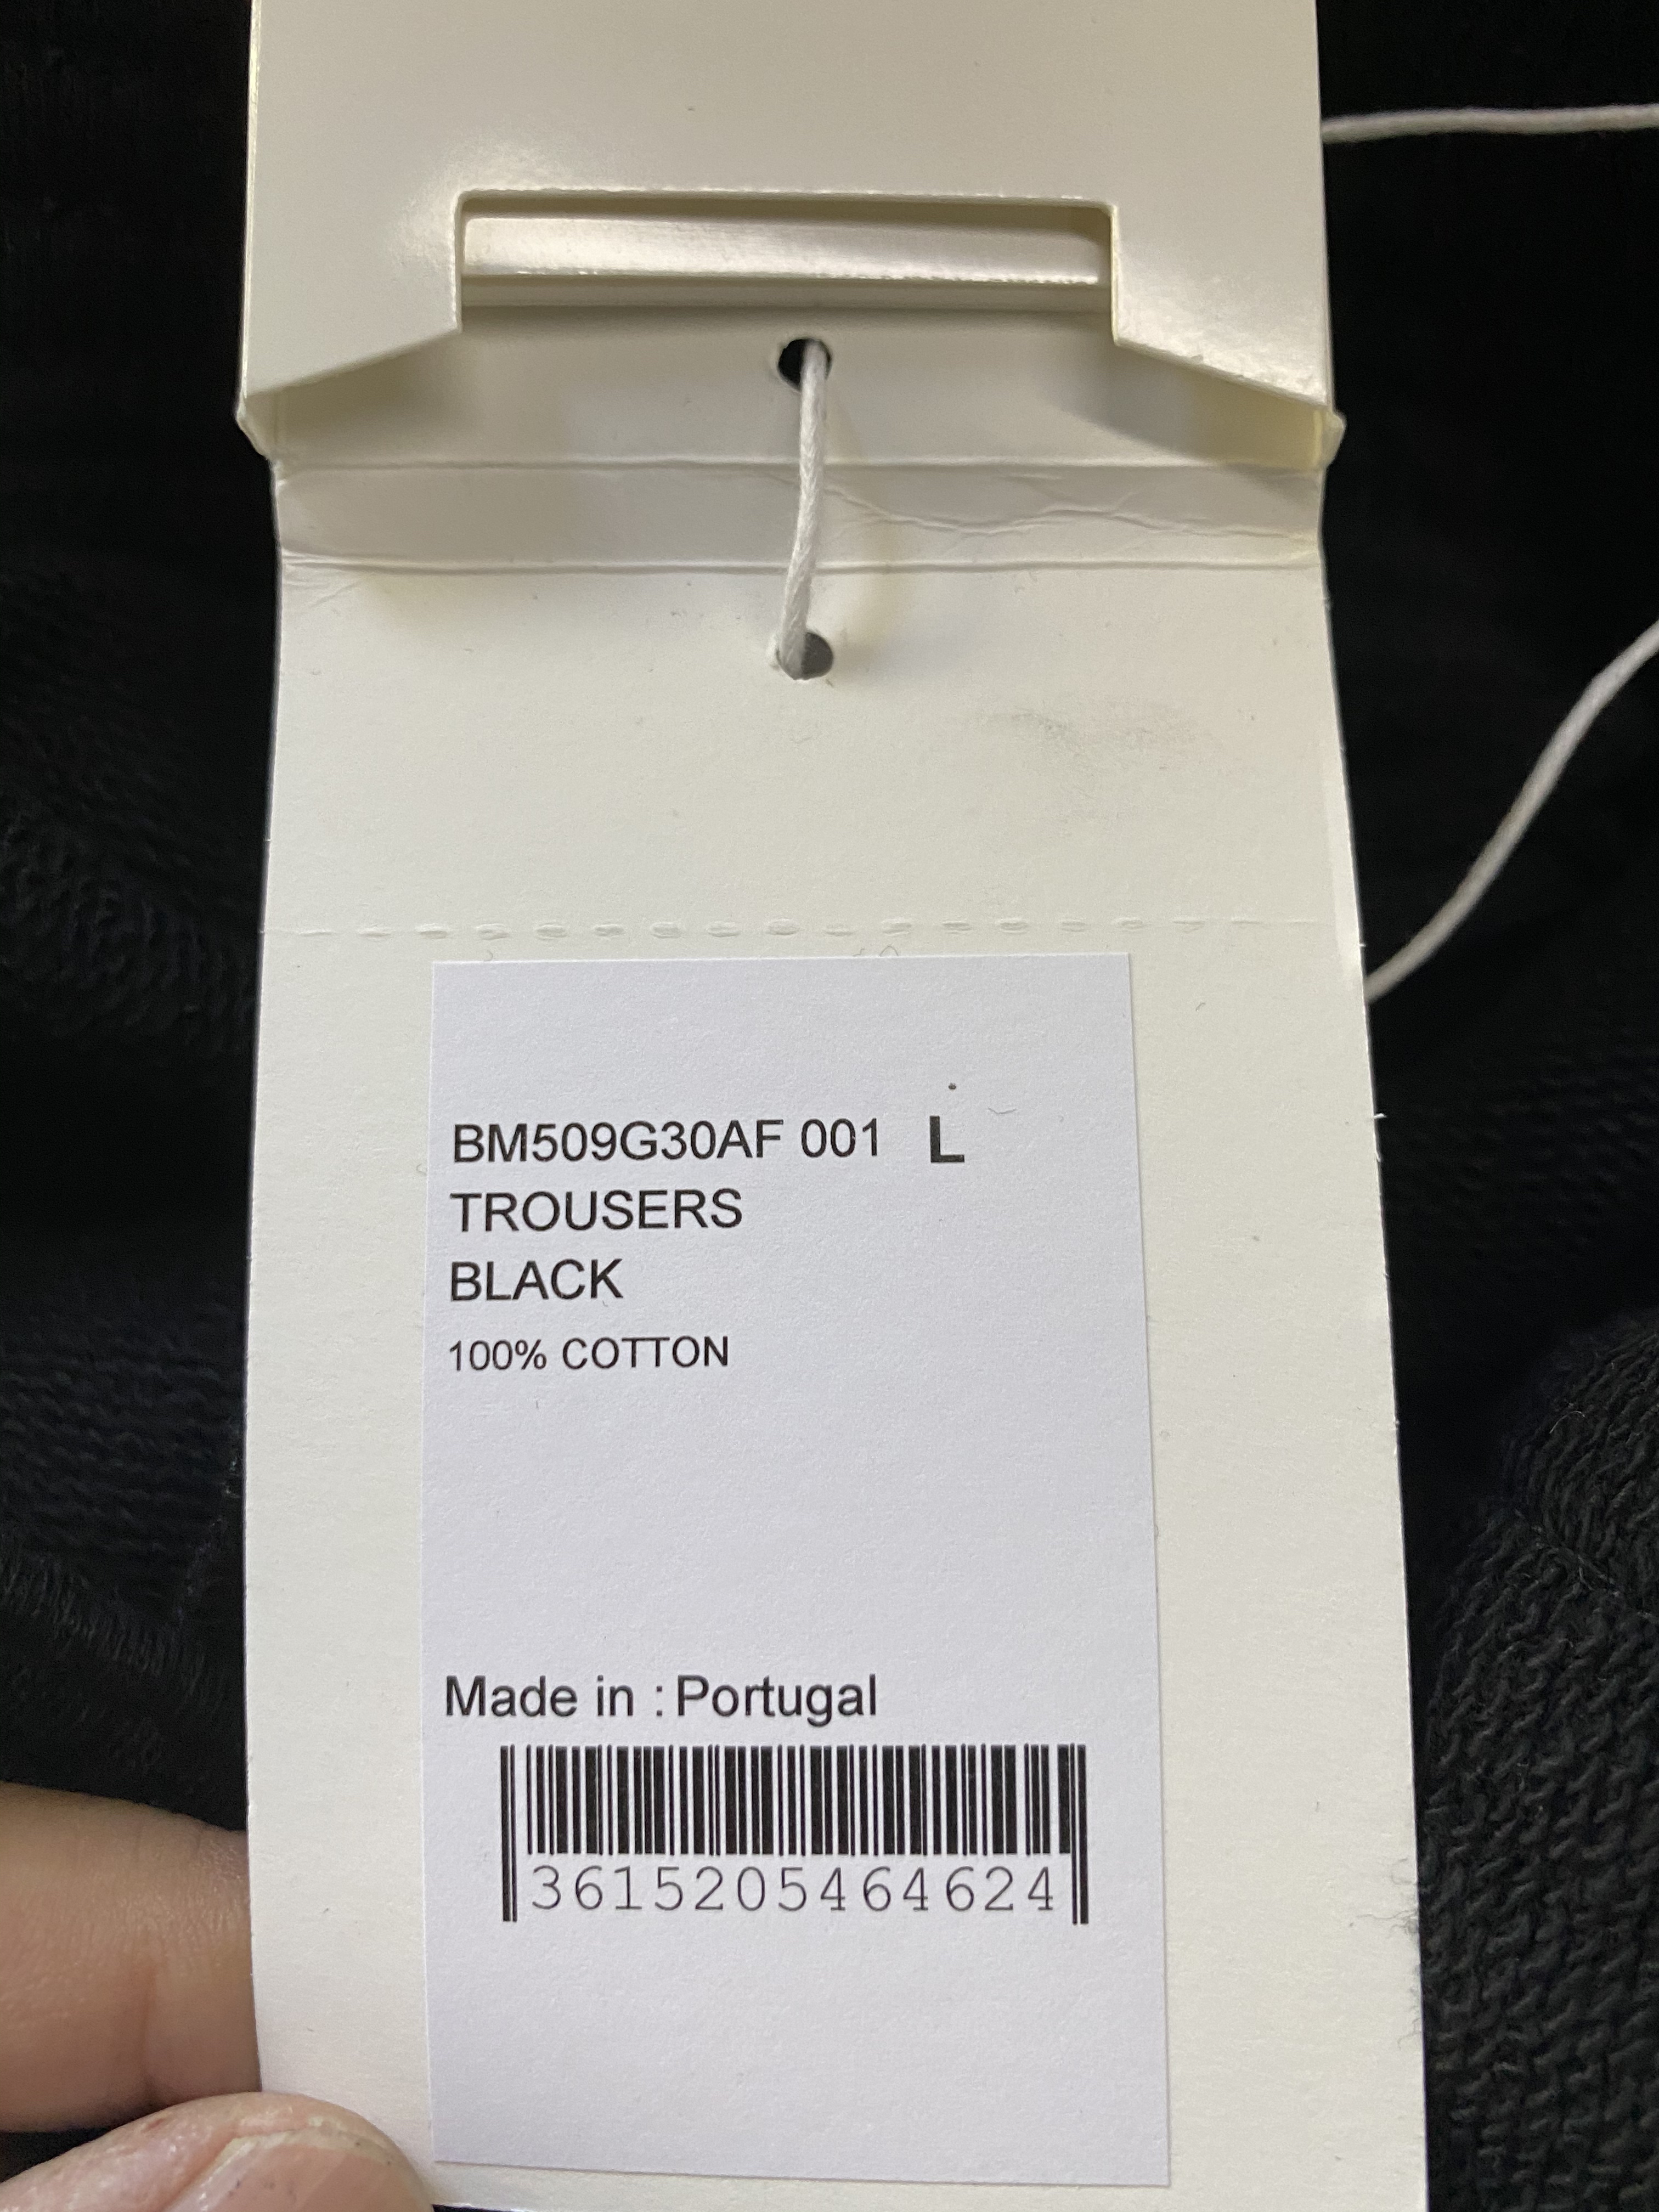 BM509G30AF 001 L
TROUSERS
BLACK
100% COTTON
Made in : Portugal
3615205464624